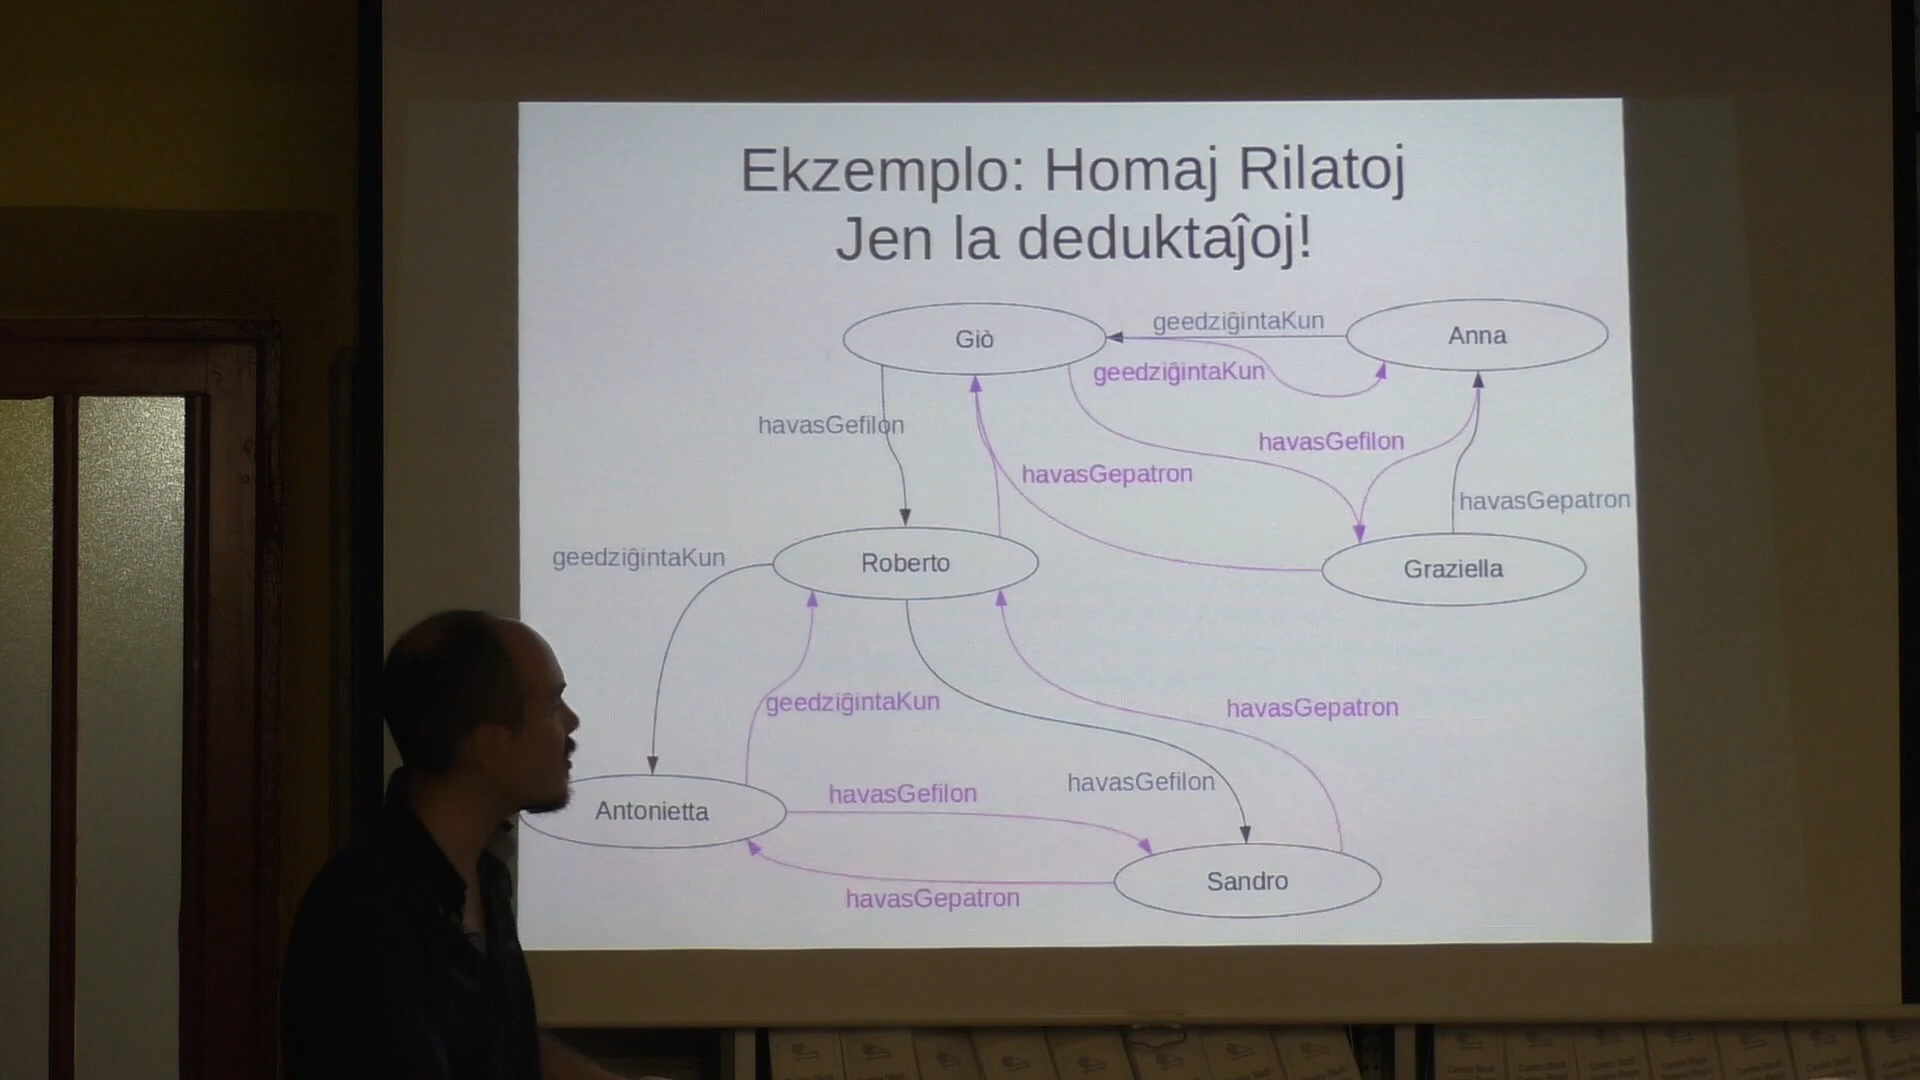 Ekzemplo: Homaj Rilatoj
Jen la deduktaĵoj!
Giò
geedziĝintaKun
Anna
geedziĝintaKun
havasGefilon
havasGefilon
havasGepatron
havasGepatron
geedziĝintaKun
Roberto
Graziella
geedziĝintaKun
havasGepatron
havasGefilon
havasGefilon
Antonietta
Sandro
havasGepatron